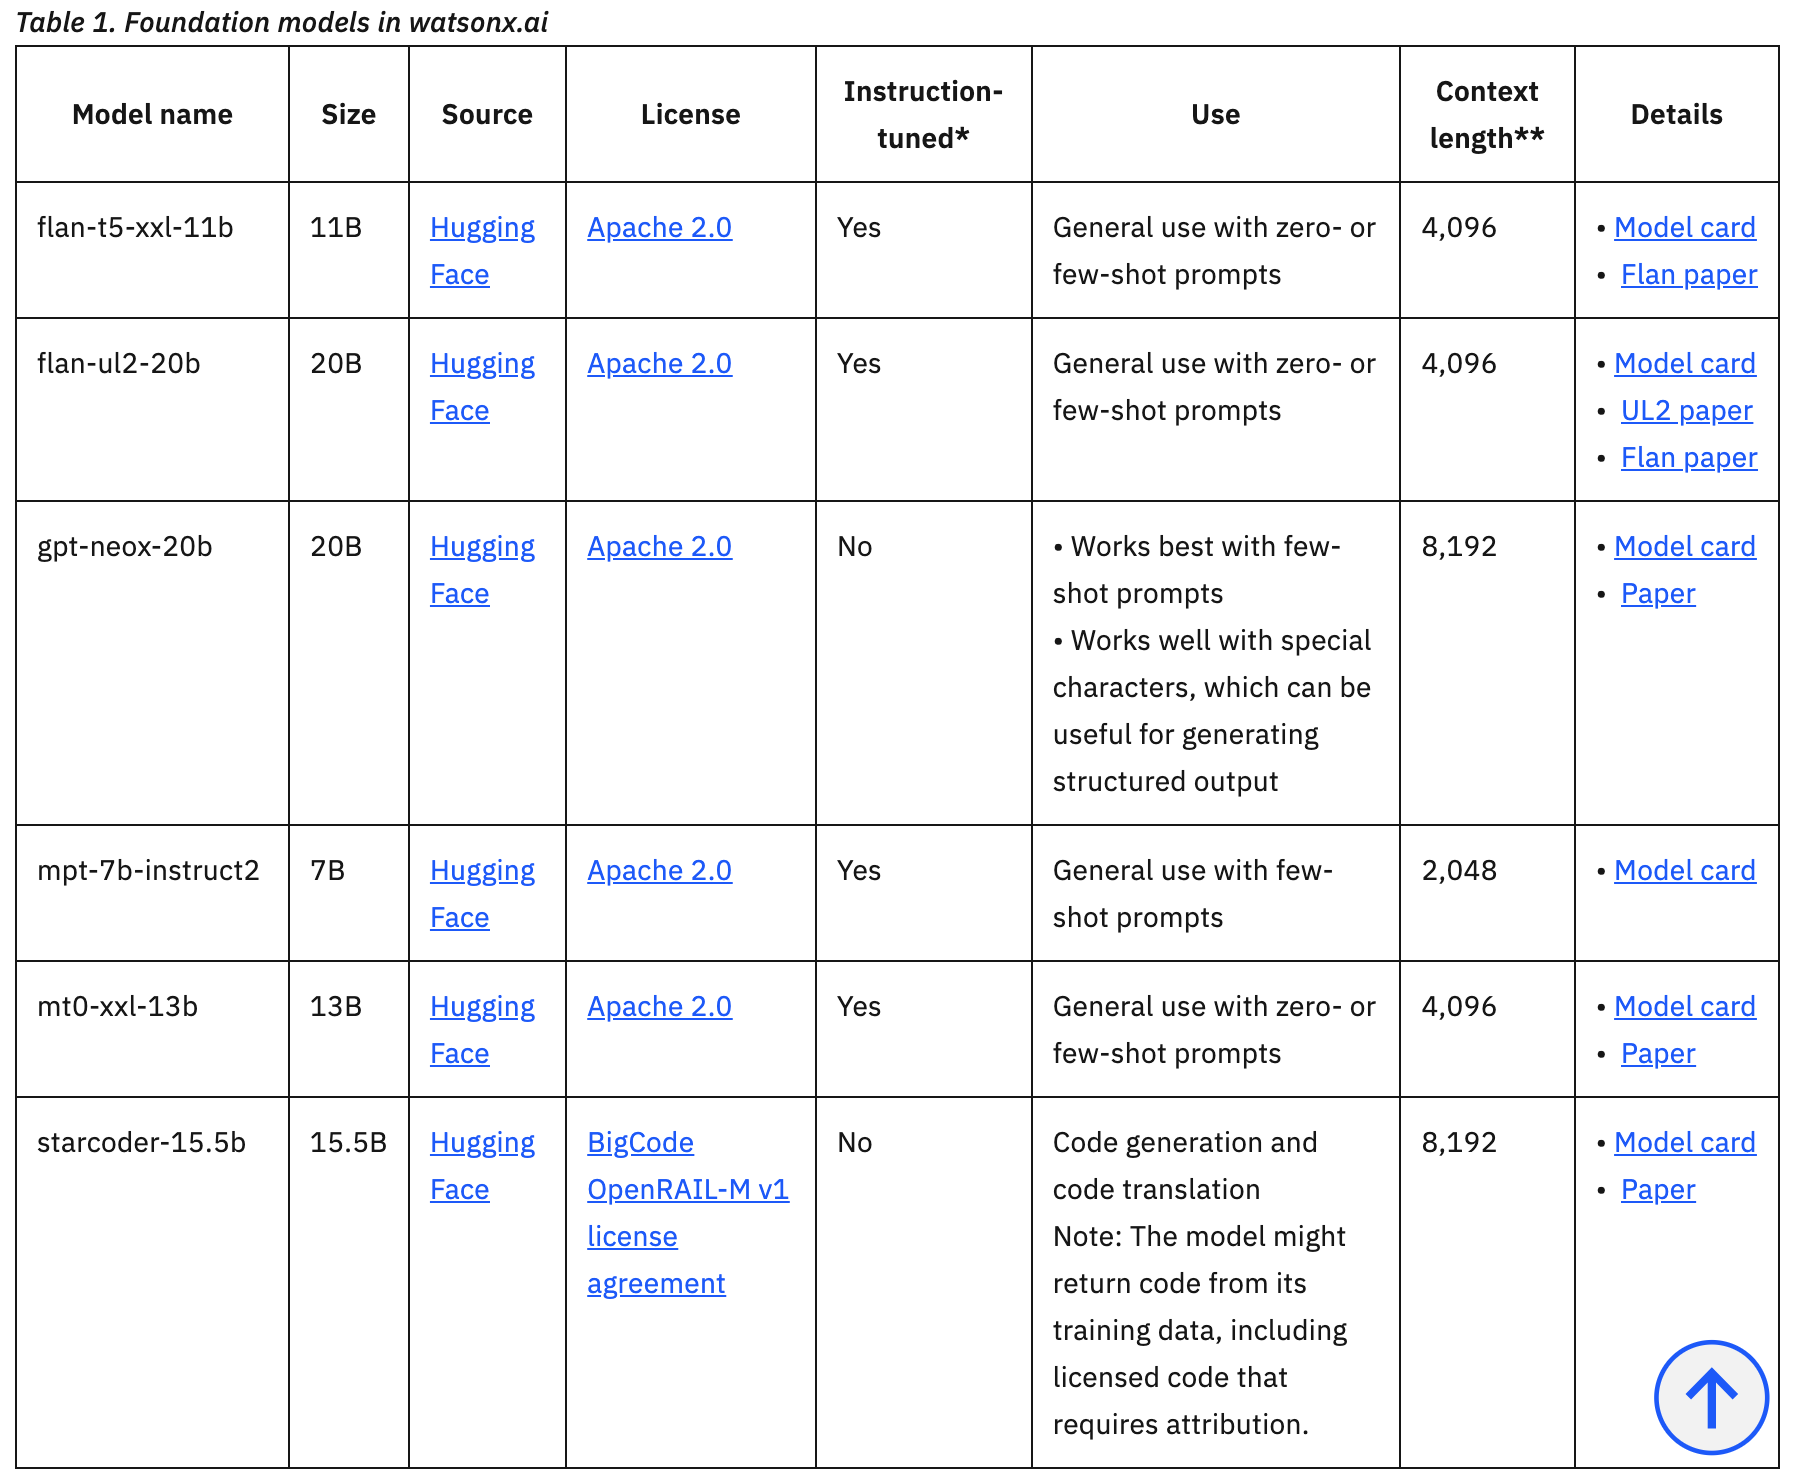 Table 1. Foundation models in watsonx.ai
Model name Size Source License Instruction-tuned* Use Context length** Details
flan-t5-xxl-11b 11B Hugging Apache 2.0 Yes General use with zero- or 4,096 • Model card
Face few-shot prompts • Flan paper
flan-ul2-20b 20B Hugging Apache 2.0 Yes General use with zero- or 4,096 • Model card
Face few-shot prompts • UL2 paper
• Flan paper
gpt-neox-20b 20B Hugging Apache 2.0 No • Works best with few- 8,192 • Model card
Face shot prompts • Paper
• Works well with special
characters, which can be
useful for generating
structured output
mpt-7b-instruct2 7B Hugging Apache 2.0 Yes General use with few- 2,048 • Model card
Face shot prompts
mt0-xxl-13b 13B Hugging Apache 2.0 Yes General use with zero- or 4,096 • Model card
Face few-shot prompts • Paper
starcoder-15.5b 15.5B Hugging BigCode No Code generation and 8,192 • Model card
Face OpenRAIL-M v1 code translation • Paper
license Note: The model might
agreement return code from its
training data, including
licensed code that
requires attribution.